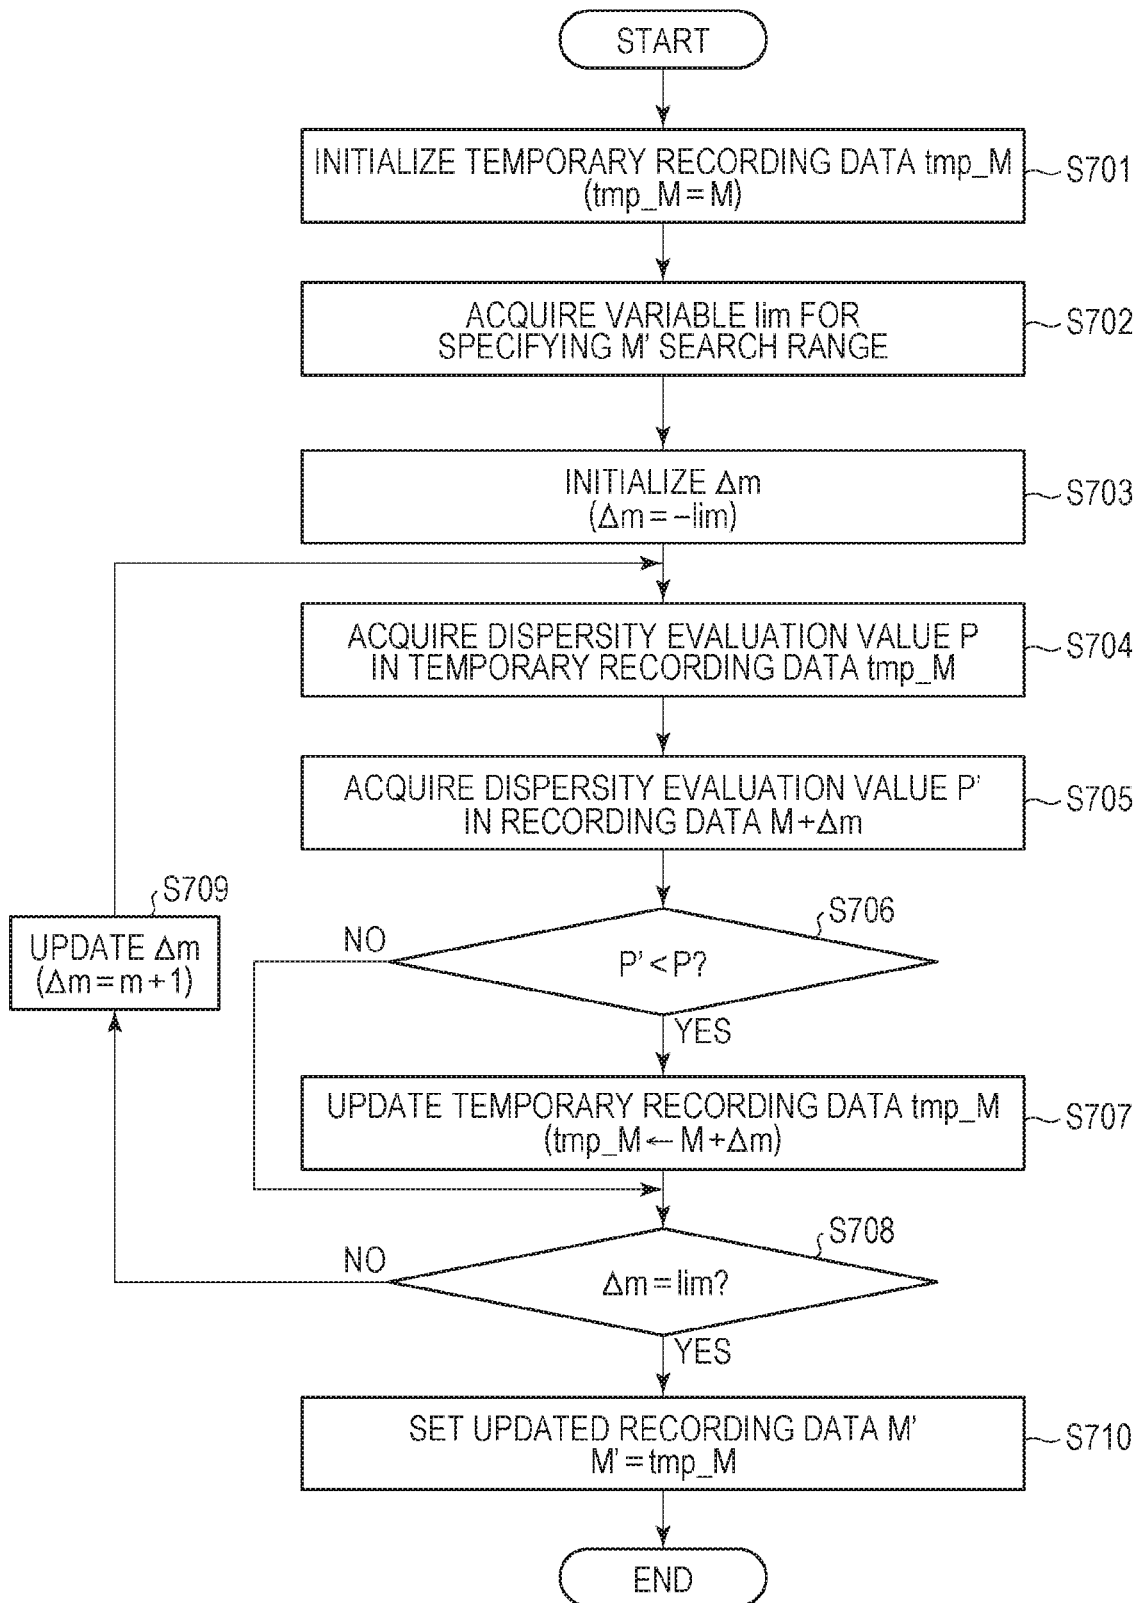 START
INITIALIZE TEMPORARY RECORDING DATA tmp_M
(tmp_M = M)
S701
ACQUIRE VARIABLE lim FOR
SPECIFYING M' SEARCH RANGE
S702
INITIALIZE Δm
(Δm = –lim)
S703
ACQUIRE DISPERSITY EVALUATION VALUE P
IN TEMPORARY RECORDING DATA tmp_M
S704
ACQUIRE DISPERSITY EVALUATION VALUE P'
IN RECORDING DATA M+Δm
S705
S709
UPDATE Δm
(Δm = m+1)
S706
NO
P' < P?
YES
UPDATE TEMPORARY RECORDING DATA tmp_M
(tmp_M ← M+Δm)
S707
S708
NO
Δm = lim?
YES
SET UPDATED RECORDING DATA M'
M' = tmp_M
S710
END